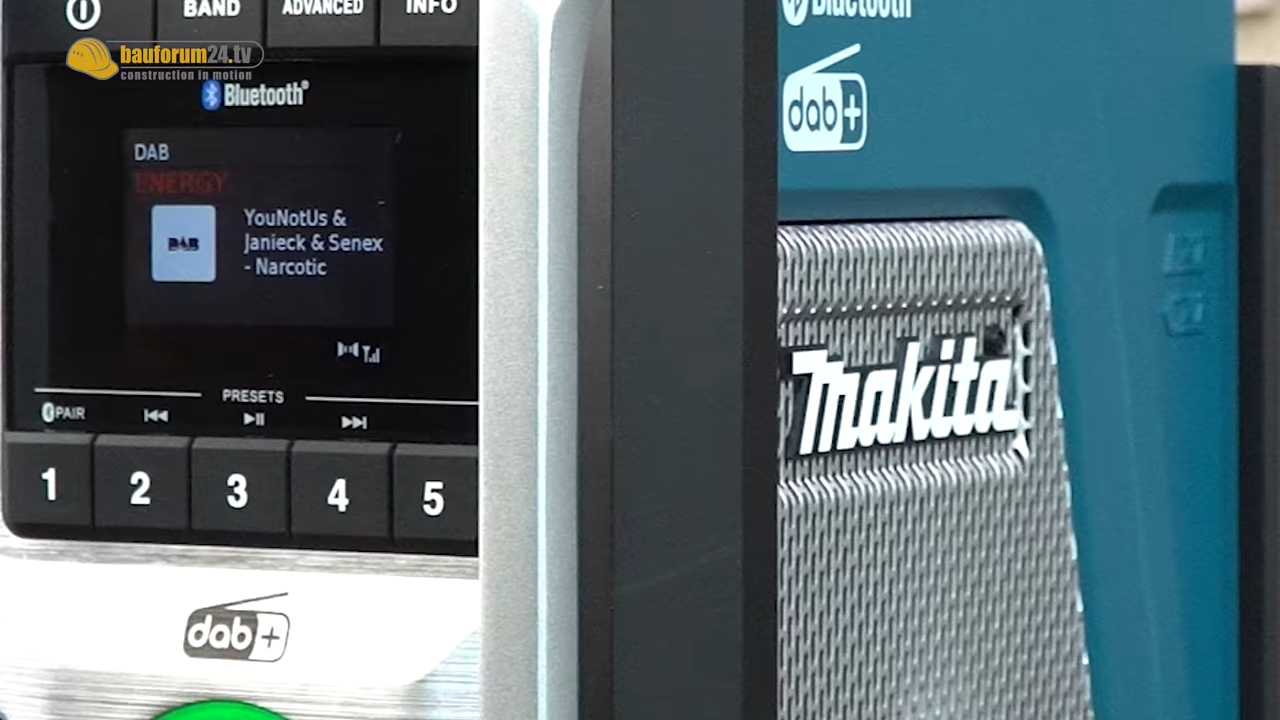 BAND
ADVANCED
INFO
bauforum24.tv
construction in motion
Bluetooth®
DAB
ENERGY
DAB
YouNotUs &
Janieck & Senex
- Narcotic
PRESETS
PAIR
1 2 3 4 5
dab+
Bluetooth
dab+
makita